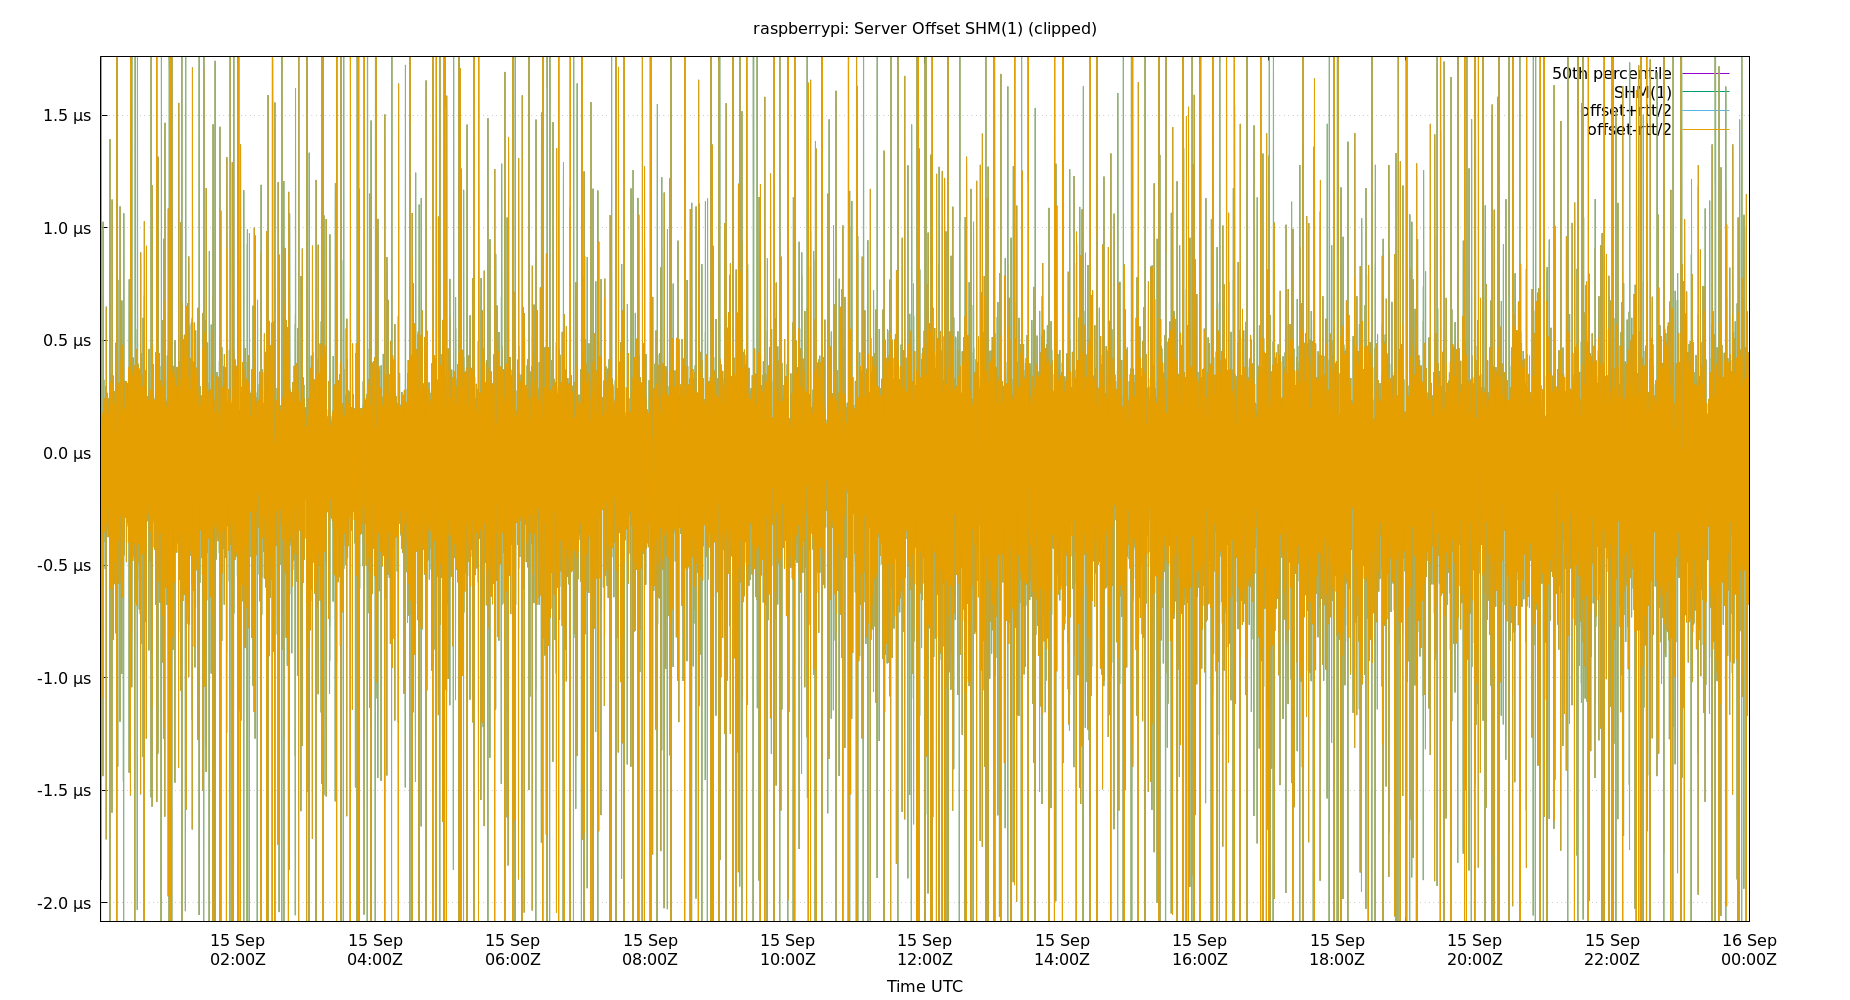 raspberrypi: Server Offset SHM(1) (clipped)
50th percentile
SHM(1)
offset+rtt/2
offset-rtt/2
1.5 µs
1.0 µs
0.5 µs
0.0 µs
-0.5 µs
-1.0 µs
-1.5 µs
-2.0 µs
15 Sep 15 Sep 15 Sep 15 Sep 15 Sep 15 Sep 15 Sep 15 Sep 15 Sep 15 Sep 15 Sep 16 Sep
02:00Z 04:00Z 06:00Z 08:00Z 10:00Z 12:00Z 14:00Z 16:00Z 18:00Z 20:00Z 22:00Z 00:00Z
Time UTC